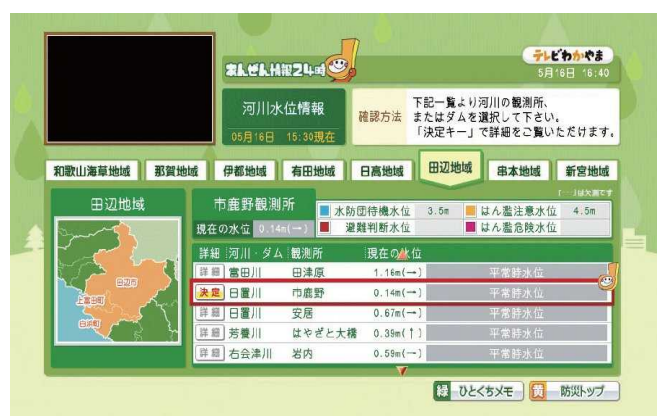 あんぜん情報24時
テレビわかやま
5月16日 16:40
河川水位情報
05月16日 15:30現在
確認方法
下記一覧より河川の観測所、
またはダムを選択して下さい。
「決定キー」で詳細をご覧いただけます。
和歌山海草地域 那賀地域 伊都地域 有田地域 日高地域 田辺地域 串本地域 新宮地域
[---]は欠測です
田辺地域
市鹿野観測所
現在の水位 0.14m(→)
水防団待機水位 3.5m はん濫注意水位 4.5m
避難判断水位 はん濫危険水位
詳細 河川・ダム 観測所 現在の水位
詳細 富田川 田津原 1.16m(→) 平常時水位
決定 日置川 市鹿野 0.14m(→) 平常時水位
詳細 日置川 安居 0.67m(→) 平常時水位
詳細 芳養川 はやざと大橋 0.39m(↑) 平常時水位
詳細 右会津川 岩内 0.59m(→) 平常時水位
田辺市
上富田町
白浜町
緑 ひとくちメモ 黄 防災トップ